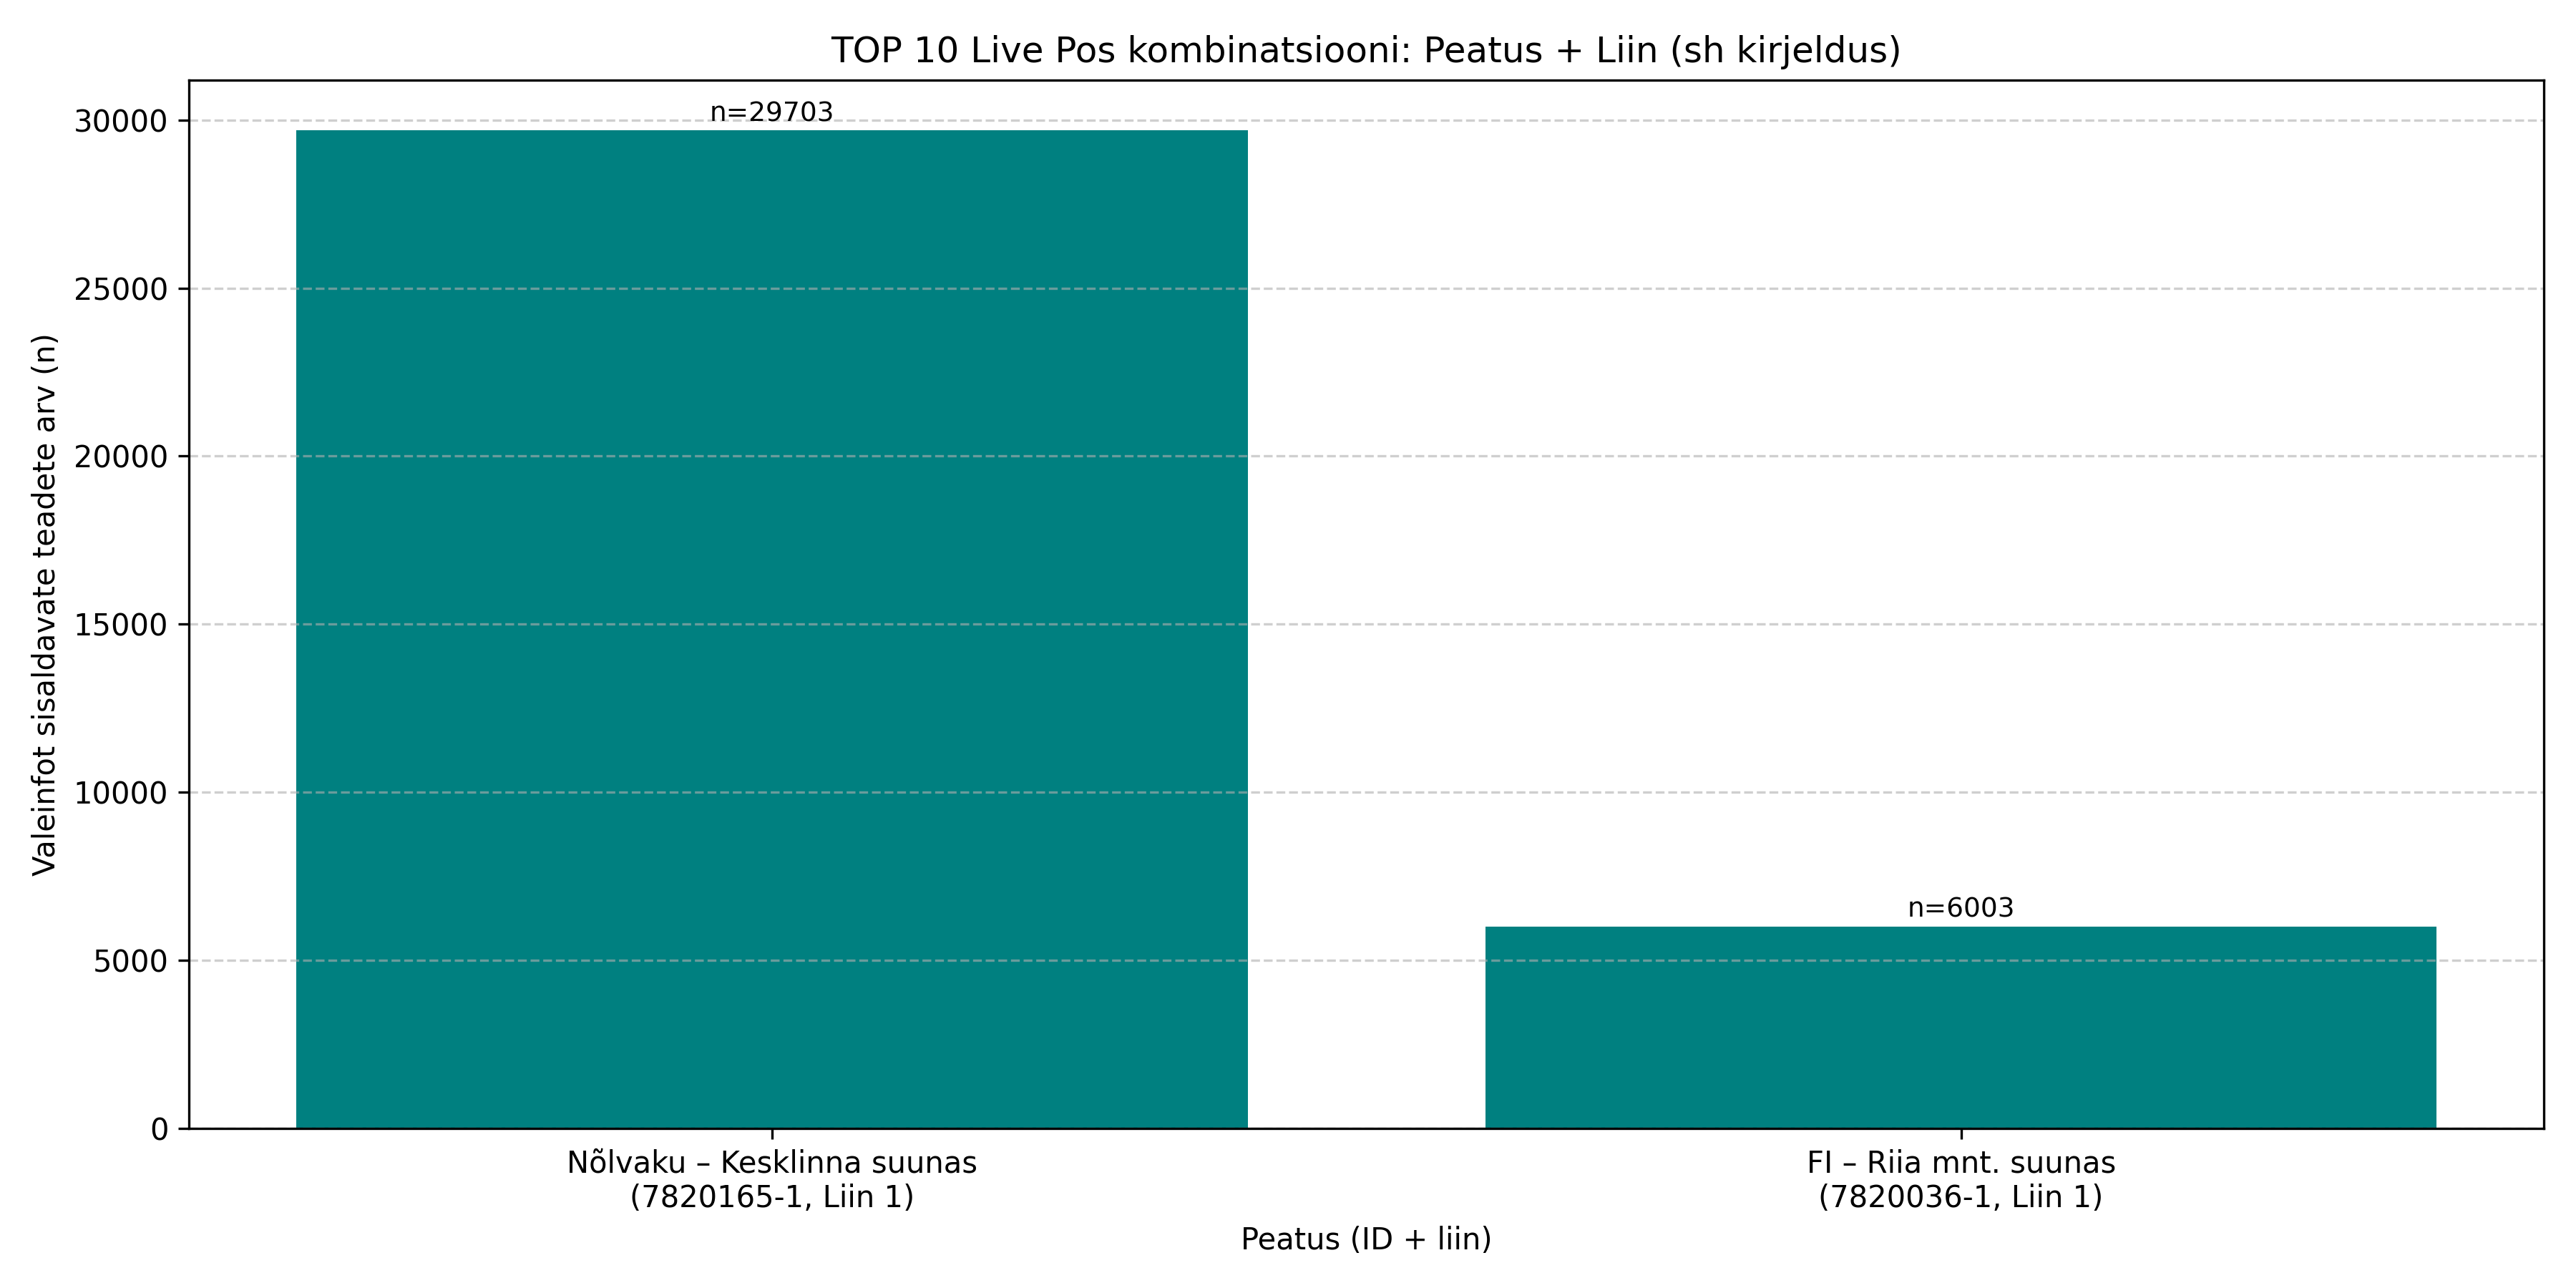 TOP 10 Live Pos kombinatsiooni: Peatus + Liin (sh kirjeldus)
Valeinfot sisaldavate teadete arv (n)
30000
25000
20000
15000
10000
5000
0
n=29703
n=6003
Nõlvaku – Kesklinna suunas
(7820165-1, Liin 1)
FI – Riia mnt. suunas
(7820036-1, Liin 1)
Peatus (ID + liin)